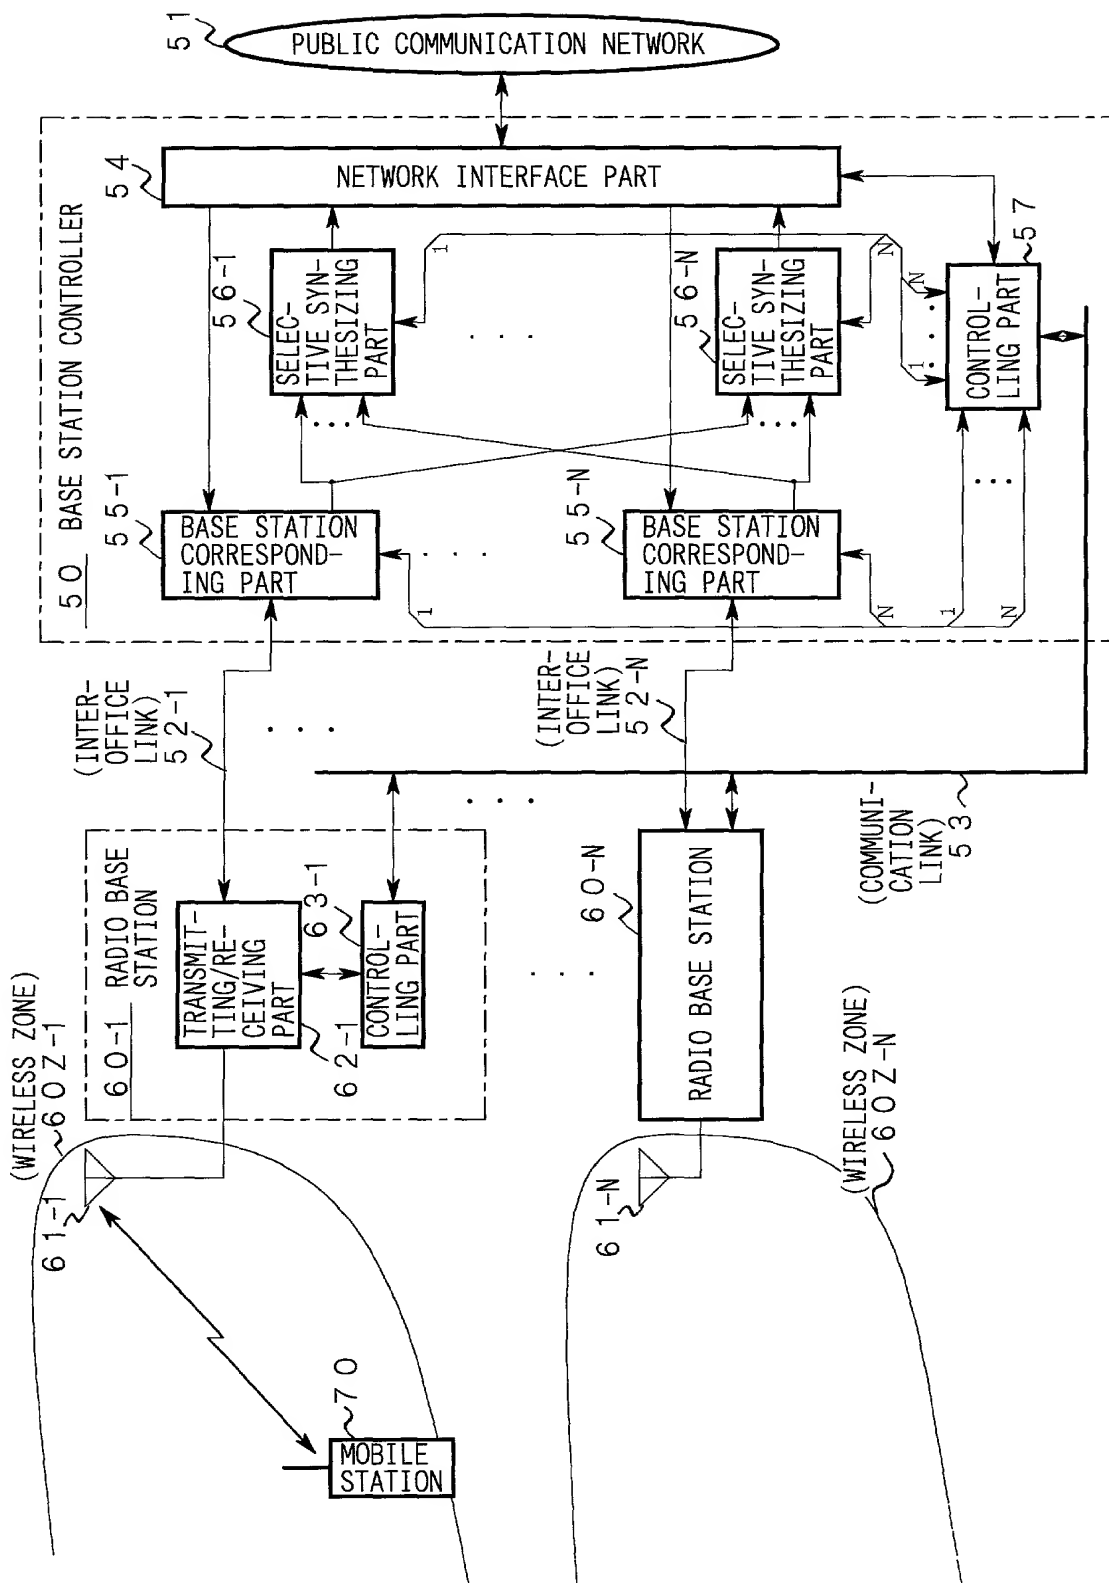 51
PUBLIC COMMUNICATION NETWORK
50 BASE STATION CONTROLLER
54
NETWORK INTERFACE PART
56-1
SELEC-
TIVE SYN-
THESIZING
PART
56-N
SELEC-
TIVE SYN-
THESIZING
PART
57
CONTROL-
LING PART
1
N
N
1
55-1
BASE STATION
CORRESPOND-
ING PART
55-N
BASE STATION
CORRESPOND-
ING PART
1
N
1
N
(INTER-
OFFICE
LINK)
52-1
(INTER-
OFFICE
LINK)
52-N
(COMMUNI-
CATION
LINK)
53
60-1 RADIO BASE
STATION
TRANSMIT-
TING/RE-
CEIVING
PART
62-1
63-1
CONTROL-
LING PART
60-N
RADIO BASE STATION
(WIRELESS ZONE)
60Z-1
61-1
(WIRELESS ZONE)
60Z-N
61-N
70
MOBILE
STATION